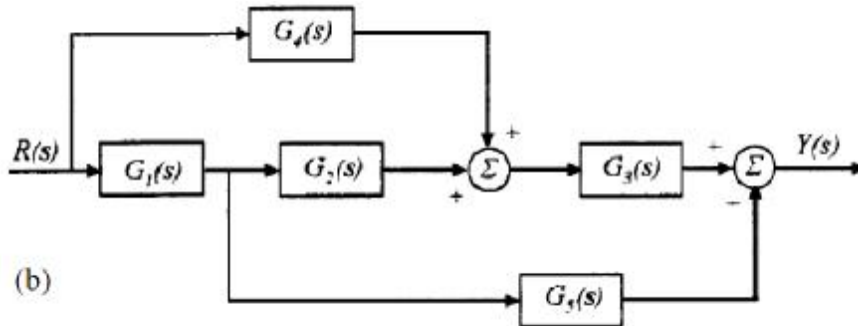 G₄(s)
R(s) G₁(s) G₂(s) + + Σ G₃(s) + − Σ Y(s)
(b) G₅(s)